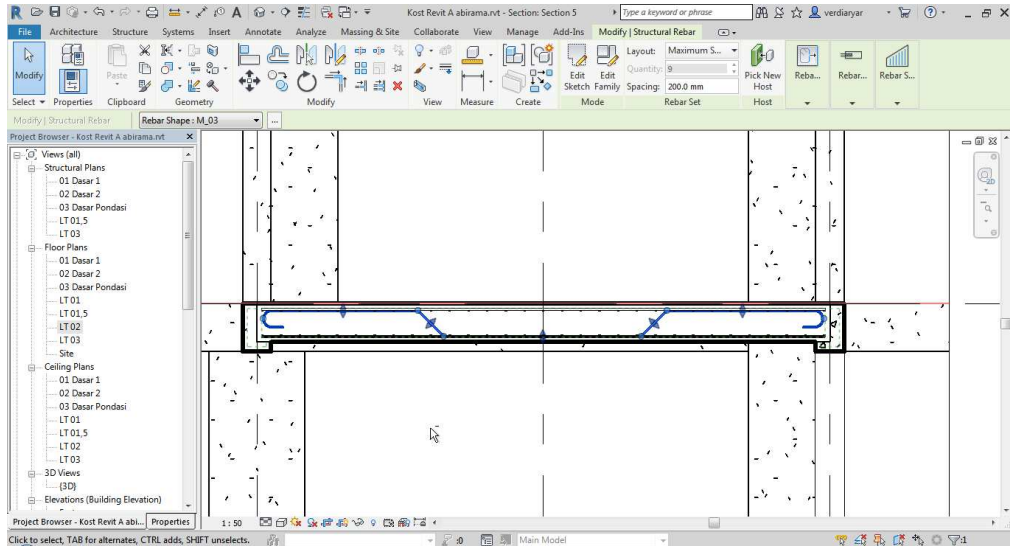 Kost Revit A abirama.rvt - Section: Section 5
Type a keyword or phrase
verdiaryar
File Architecture Structure Systems Insert Annotate Analyze Massing & Site Collaborate View Manage Add-Ins Modify | Structural Rebar
Modify
Paste
Edit Sketch
Edit Family
Layout: Maximum S...
Quantity: 9
Spacing: 200.0 mm
Pick New Host
Reba...
Rebar...
Rebar S...
Select Properties Clipboard Geometry Modify View Measure Create Mode Rebar Set Host
Modify | Structural Rebar
Rebar Shape : M_03
...
Project Browser - Kost Revit A abirama.rvt
Views (all)
Structural Plans
01 Dasar 1
02 Dasar 2
03 Dasar Pondasi
LT 01,5
LT 03
Floor Plans
01 Dasar 1
02 Dasar 2
03 Dasar Pondasi
LT 01
LT 01,5
LT 02
LT 03
Site
Ceiling Plans
01 Dasar 1
02 Dasar 2
03 Dasar Pondasi
LT 01
LT 01,5
LT 02
LT 03
3D Views
{3D}
Elevations (Building Elevation)
Project Browser - Kost Revit A abi... Properties
1 : 50
Click to select, TAB for alternates, CTRL adds, SHIFT unselects.
:0
Main Model
:1